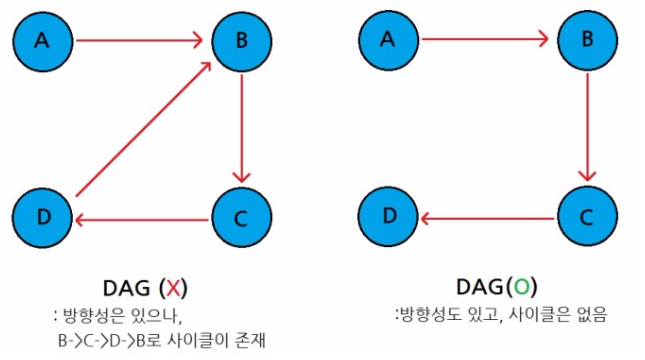 A
B
D
C
DAG (X)
: 방향성은 있으나,
B->C->D->B로 사이클이 존재
A
B
D
C
DAG(O)
:방향성도 있고, 사이클은 없음